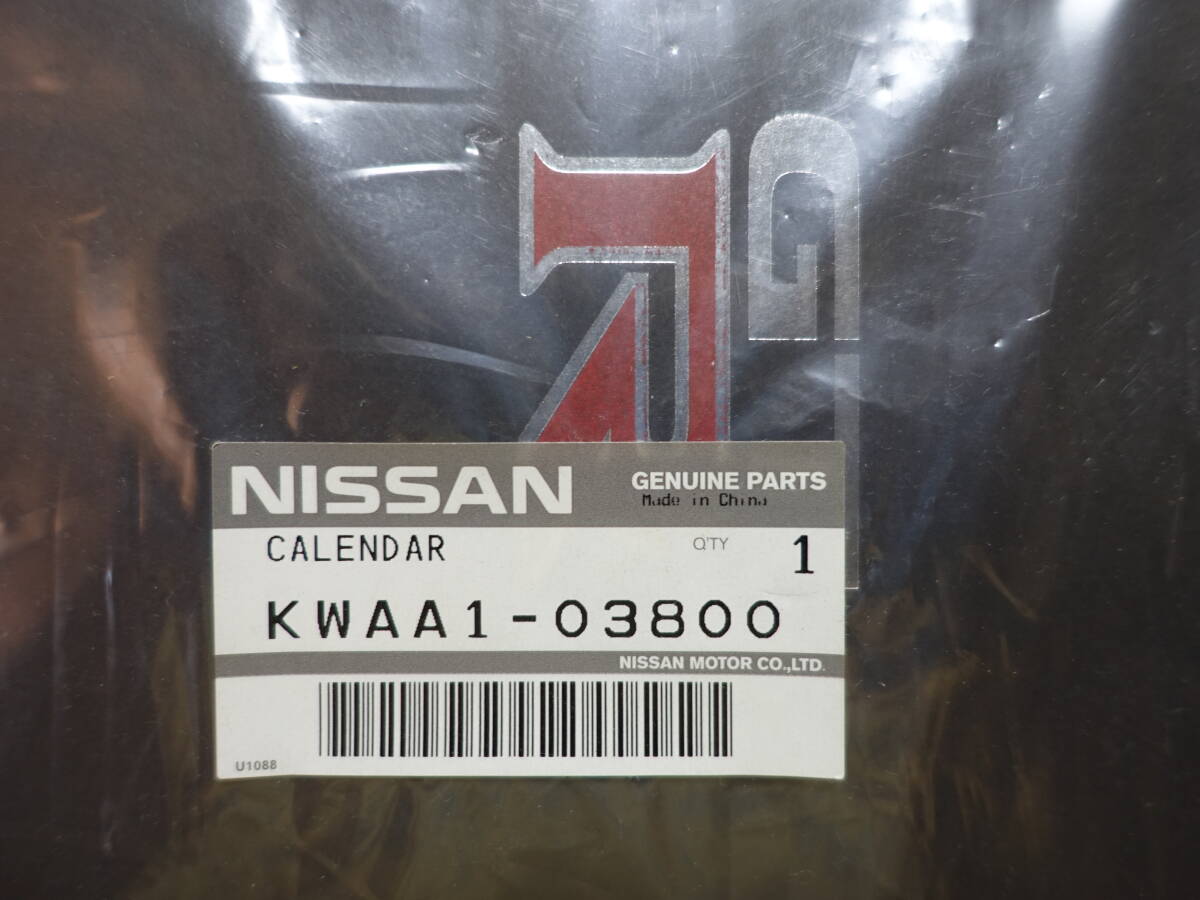 NISSAN
GENUINE PARTS
Made in China
CALENDAR
Q'TY 1
KWAA1-03800
NISSAN MOTOR CO.,LTD.
U1088